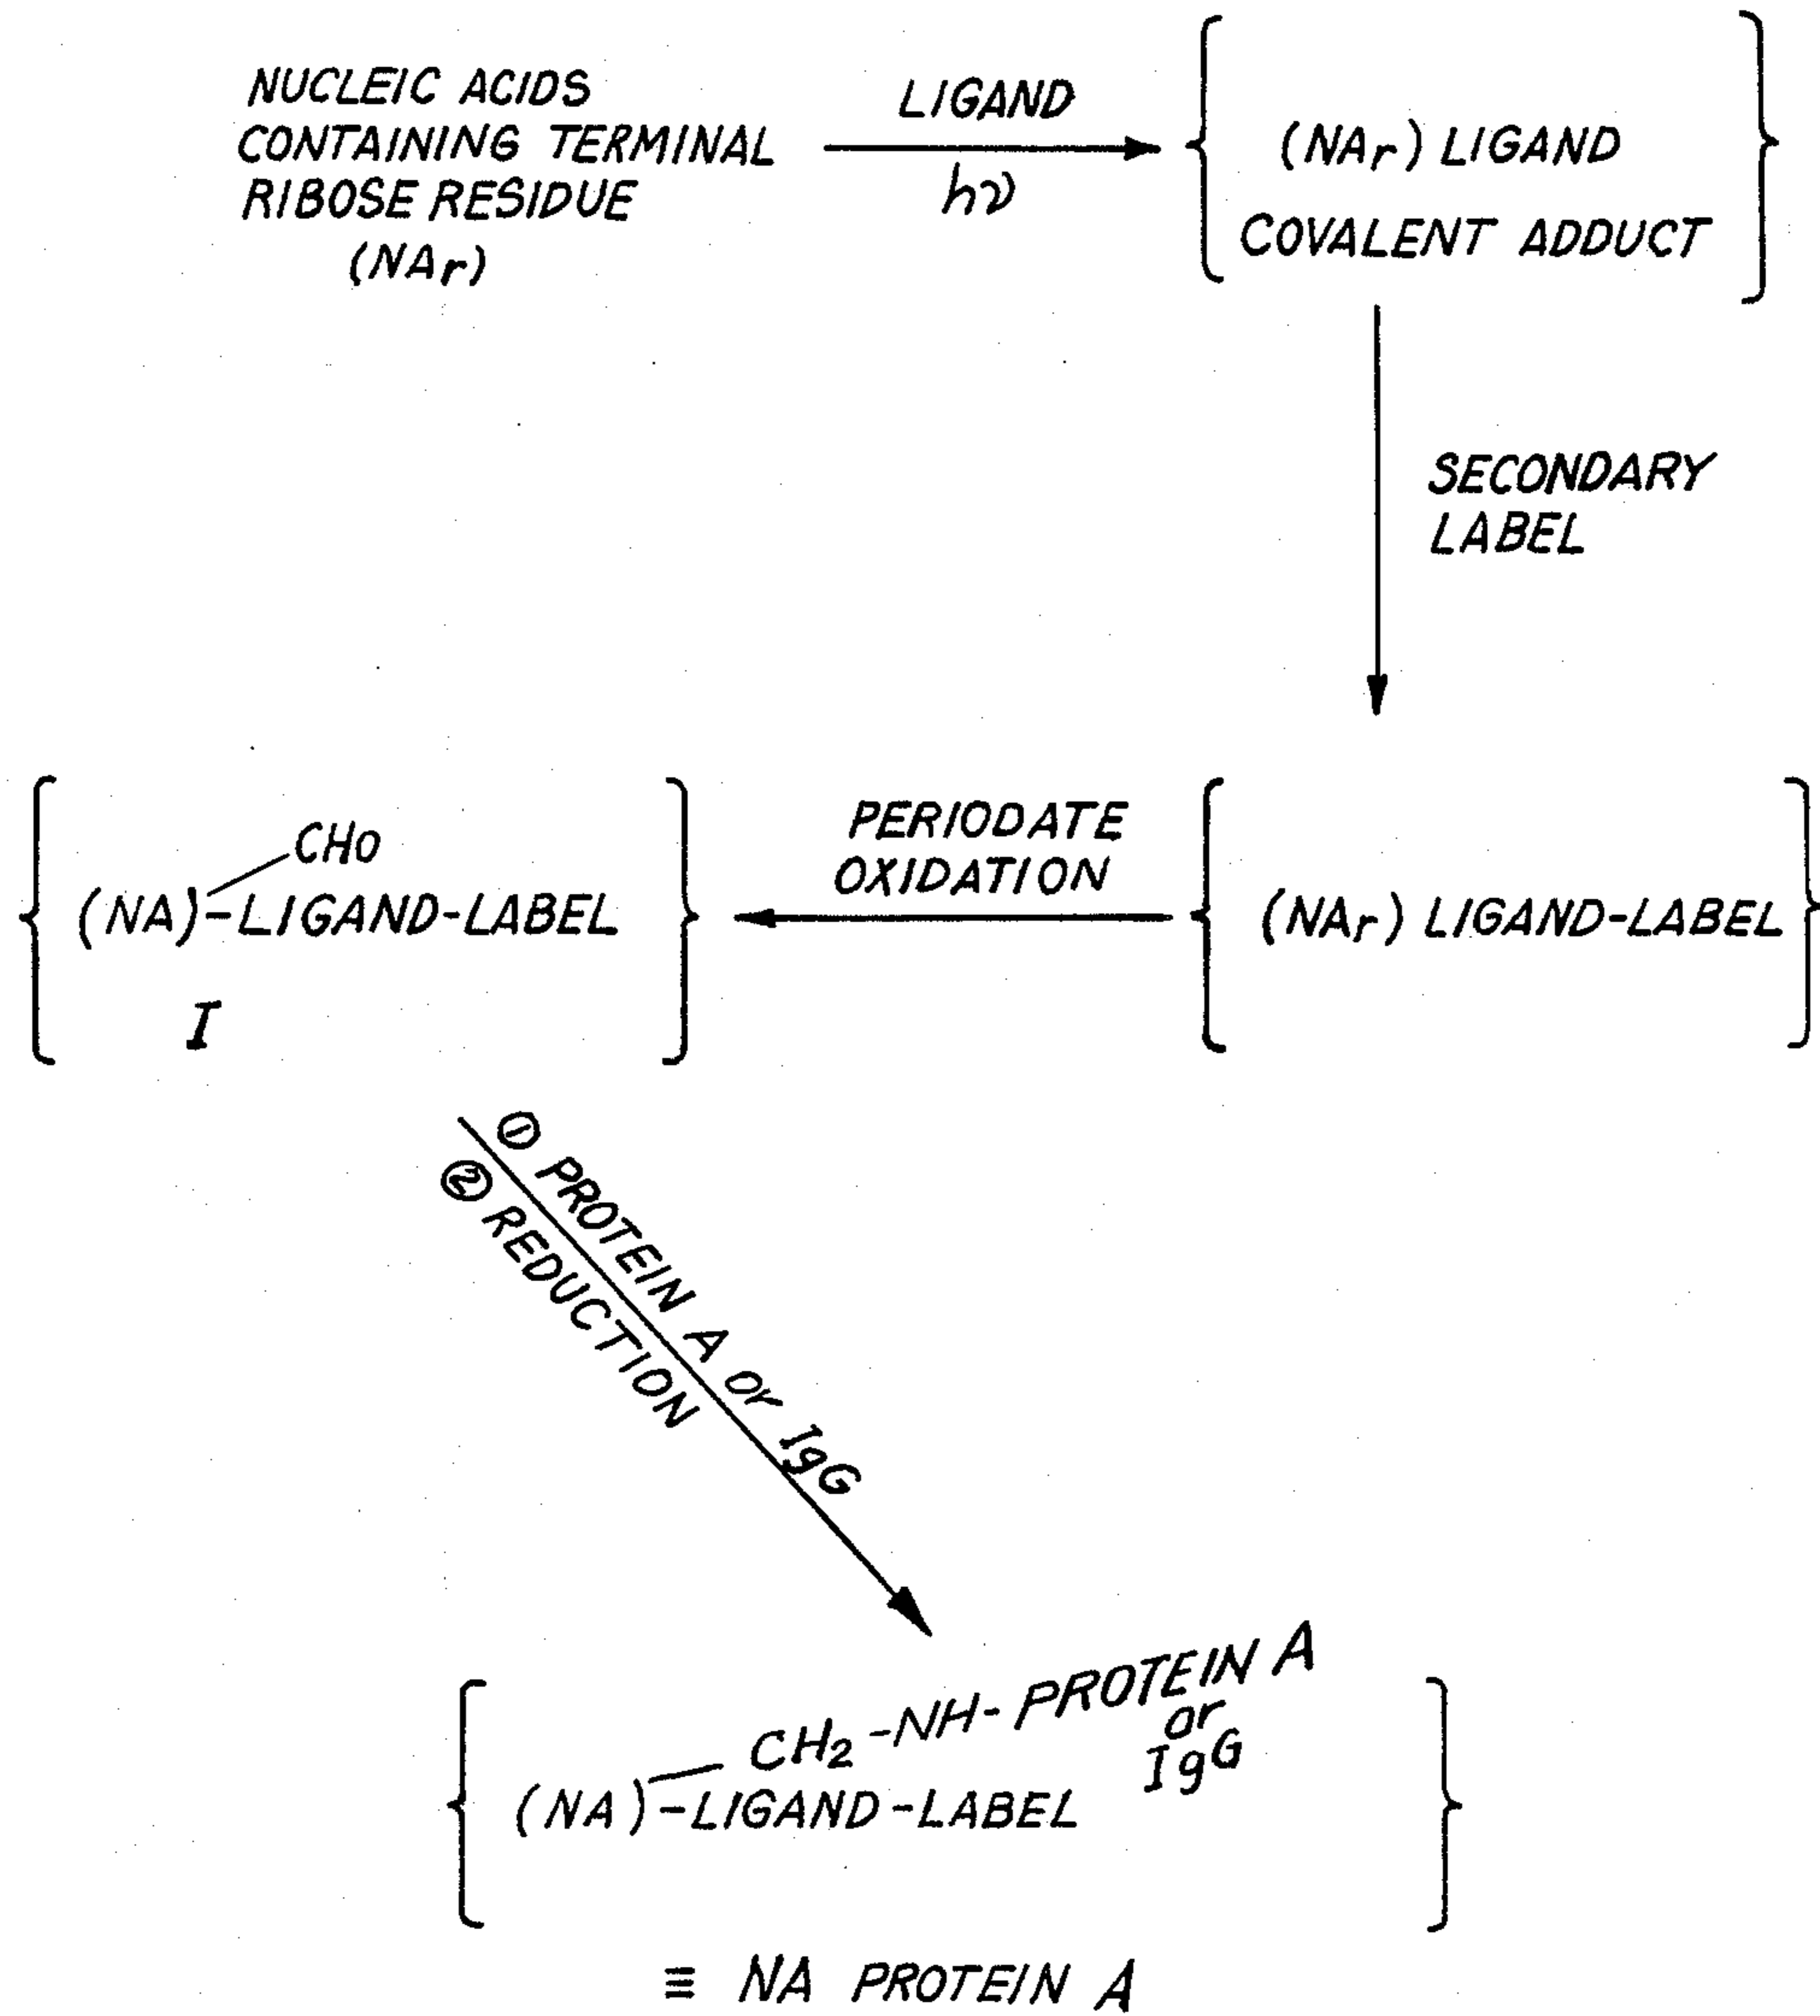 NUCLEIC ACIDS
CONTAINING TERMINAL
RIBOSE RESIDUE
(NAr)
LIGAND
hν
(NAr) LIGAND
COVALENT ADDUCT
SECONDARY
LABEL
(NAr) LIGAND-LABEL
PERIODATE
OXIDATION
CHO
(NA)-LIGAND-LABEL
I
① PROTEIN A or IgG
② REDUCTION
CH₂-NH-PROTEIN A
or
IgG
(NA)-LIGAND-LABEL
≡ NA PROTEIN A